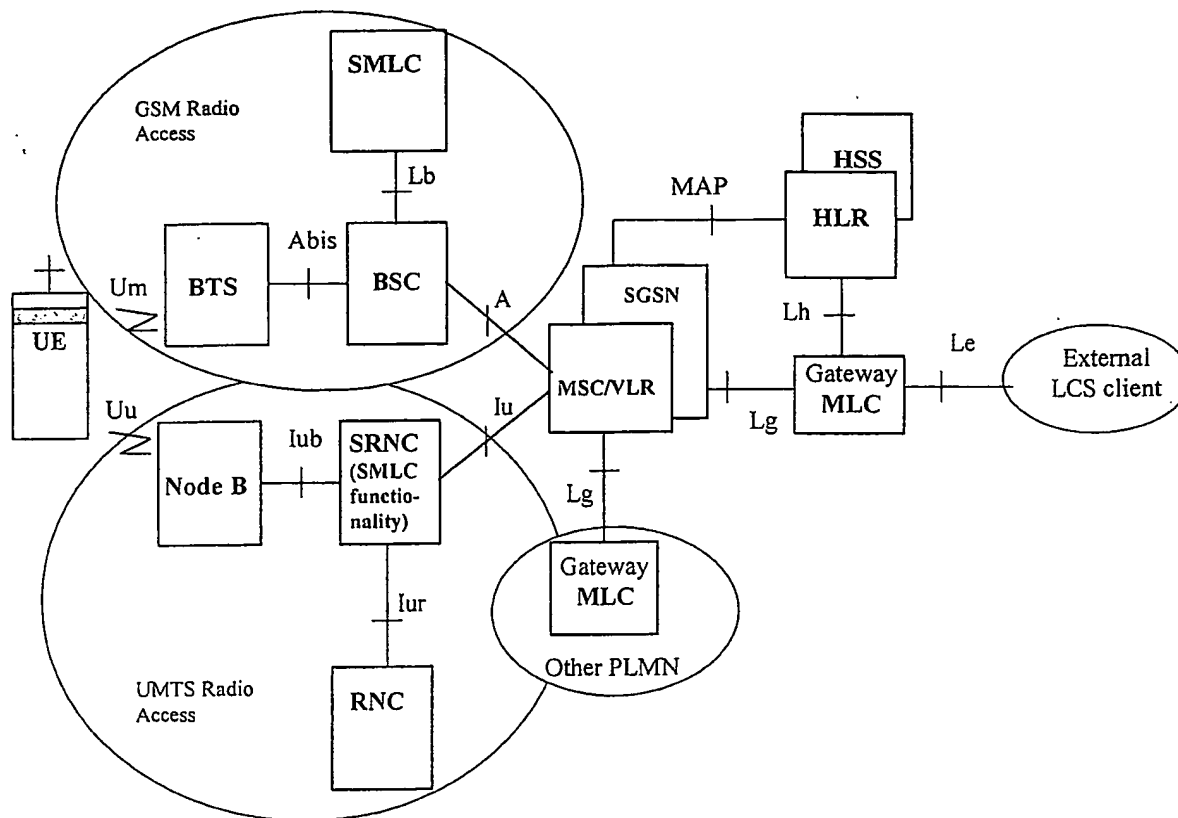 SMLC
GSM Radio
Access
Lb
HSS
MAP
HLR
Abis
Um
BTS
BSC
A
SGSN
Lh
UE
MSC/VLR
Gateway
MLC
Le
External
LCS client
Uu
Iub
SRNC
(SMLC
functio-
nality)
Iu
Lg
Node B
Lg
Gateway
MLC
Iur
Other PLMN
UMTS Radio
Access
RNC